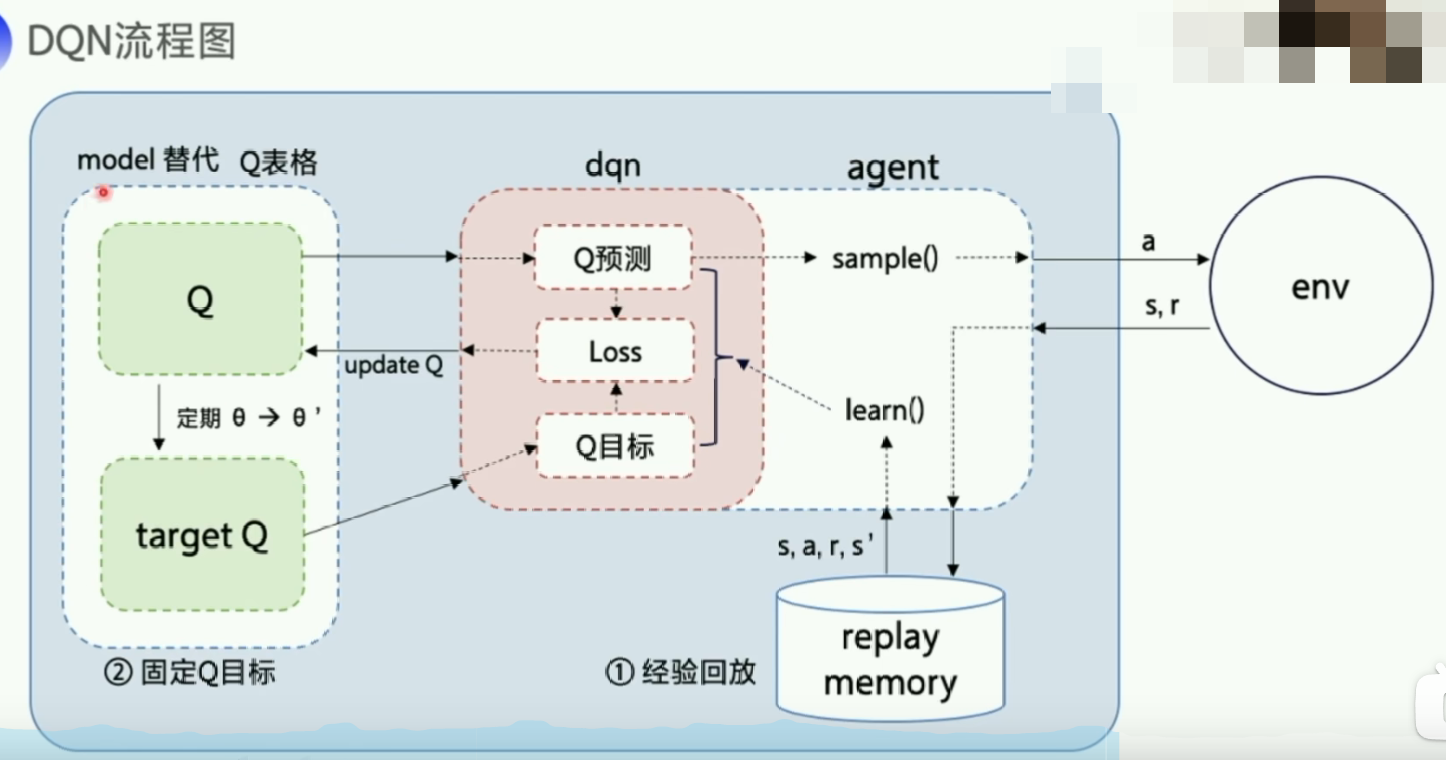 DQN流程图
model 替代 Q表格
dqn
agent
Q
Q预测
sample()
a
env
s, r
Loss
update Q
定期 θ → θ '
learn()
Q目标
target Q
s, a, r, s '
replay
memory
② 固定Q目标
① 经验回放